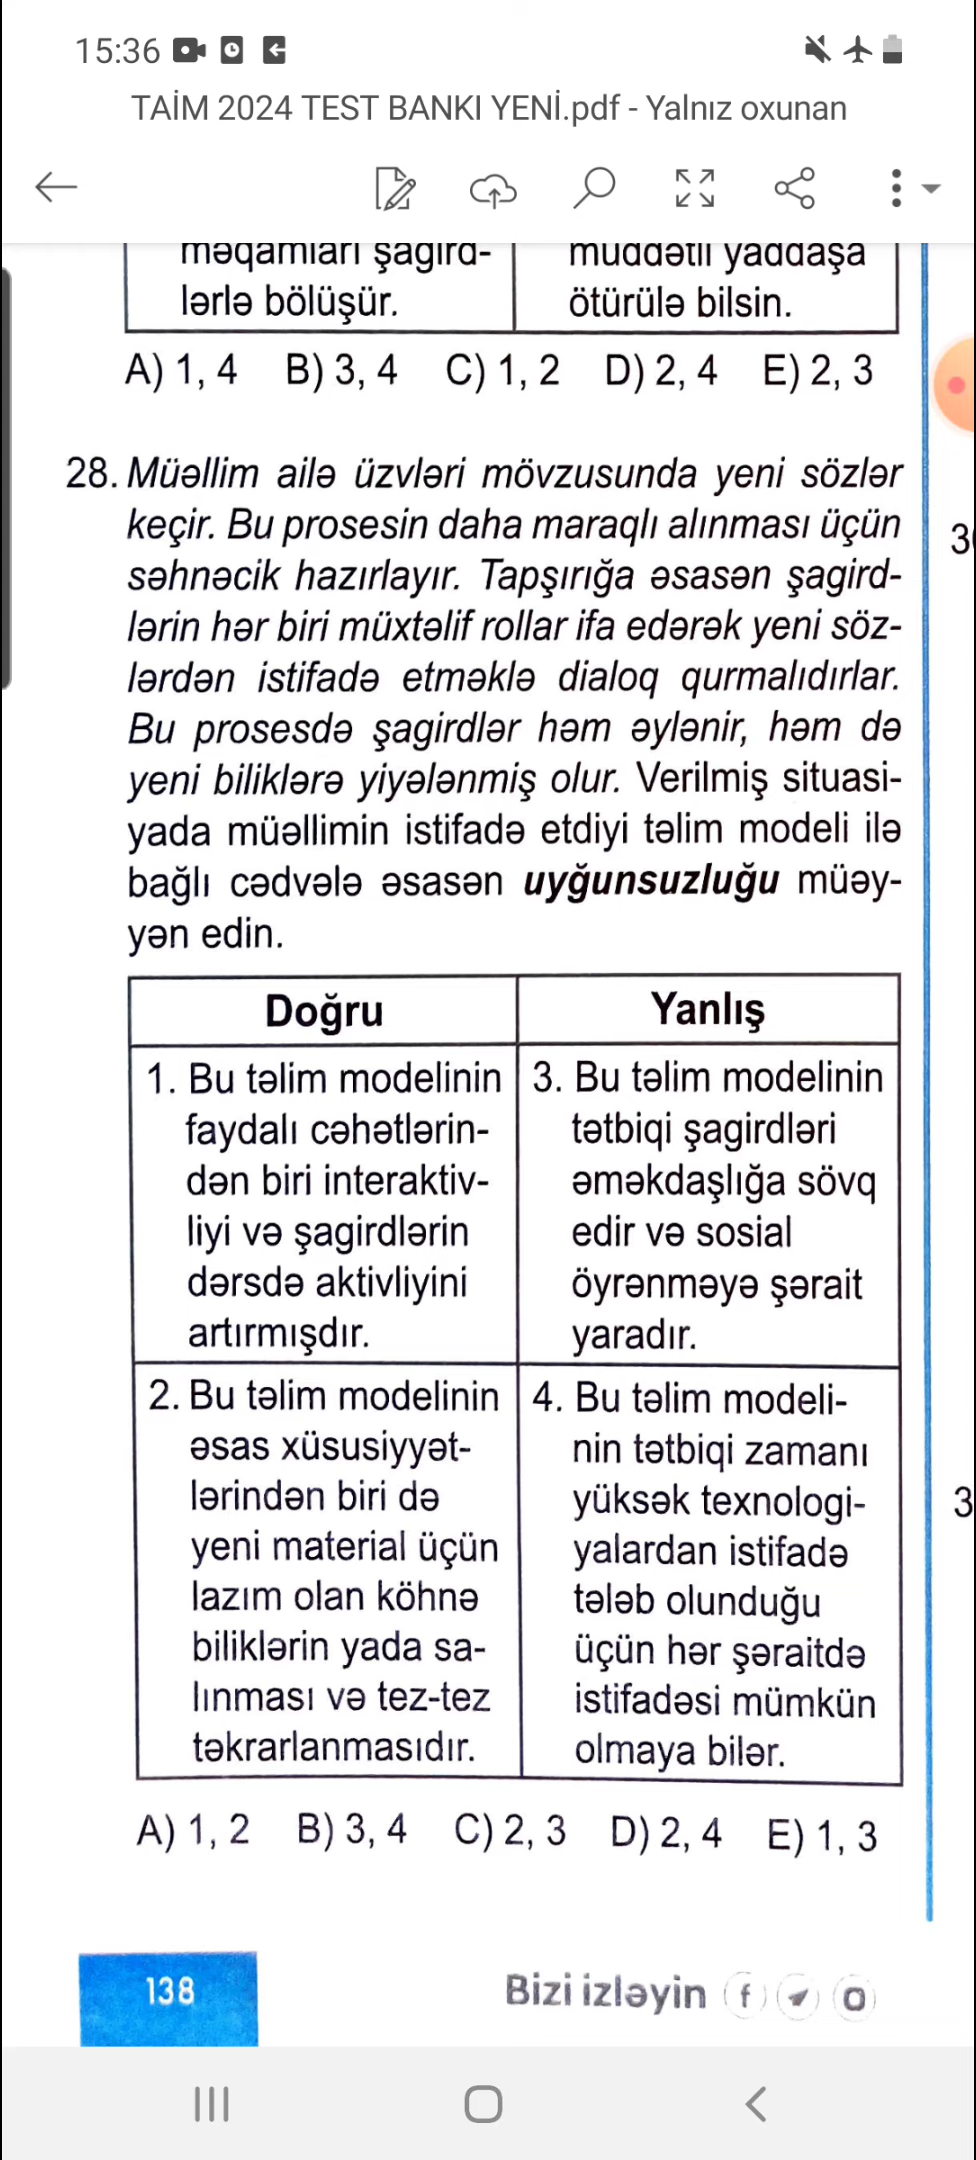 15:36
TAİM 2024 TEST BANKI YENİ.pdf - Yalnız oxunan
məqamları şagird-
lərlə bölüşür.
müddətli yaddaşa
ötürülə bilsin.
A) 1, 4 B) 3, 4 C) 1, 2 D) 2, 4 E) 2, 3
28. Müəllim ailə üzvləri mövzusunda yeni sözlər
keçir. Bu prosesin daha maraqlı alınması üçün
səhnəcik hazırlayır. Tapşırığa əsasən şagird-
lərin hər biri müxtəlif rollar ifa edərək yeni söz-
lərdən istifadə etməklə dialoq qurmalıdırlar.
Bu prosesdə şagirdlər həm əylənir, həm də
yeni biliklərə yiyələnmiş olur. Verilmiş situasi-
yada müəllimin istifadə etdiyi təlim modeli ilə
bağlı cədvələ əsasən uyğunsuzluğu müəy-
yən edin.
Doğru
1. Bu təlim modelinin
faydalı cəhətlərin-
dən biri interaktiv-
liyi və şagirdlərin
dərsdə aktivliyini
artırmışdır.
2. Bu təlim modelinin
əsas xüsusiyyət-
lərindən biri də
yeni material üçün
lazım olan köhnə
biliklərin yada sa-
lınması və tez-tez
təkrarlanmasıdır.
Yanlış
3. Bu təlim modelinin
tətbiqi şagirdləri
əməkdaşlığa sövq
edir və sosial
öyrənməyə şərait
yaradır.
4. Bu təlim modeli-
nin tətbiqi zamanı
yüksək texnologi-
yalardan istifadə
tələb olunduğu
üçün hər şəraitdə
istifadəsi mümkün
olmaya bilər.
A) 1, 2 B) 3, 4 C) 2, 3 D) 2, 4 E) 1, 3
138
Bizi izləyin
3